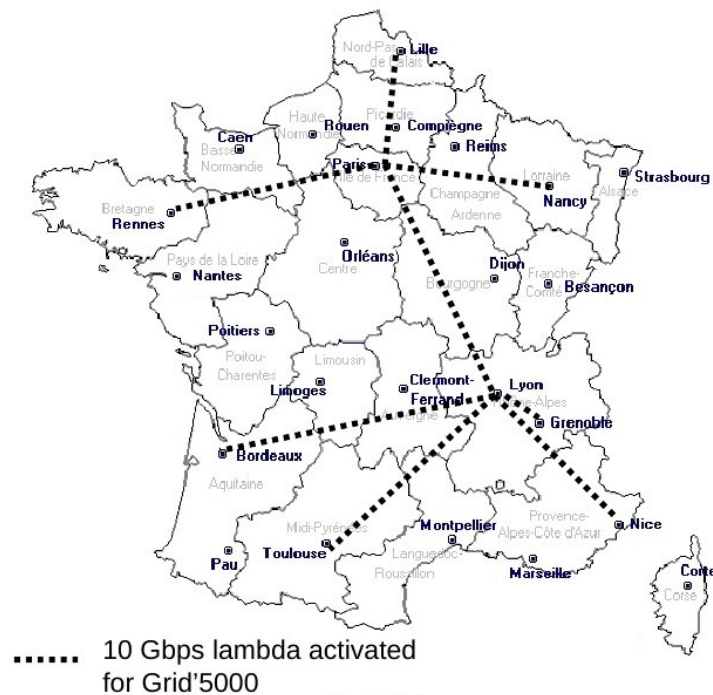 Nord-Pas
de Calais
Lille
Haute
Normandie
Rouen
Picardie
Compiègne
Caen
Basse
Normandie
Reims
Paris
Ile de France
Lorraine
Nancy
Strasbourg
Alsace
Champagne
Ardenne
Bretagne
Rennes
Pays de la Loire
Nantes
Orléans
Centre
Dijon
Bourgogne
Franche-
Comté
Besançon
Poitiers
Poitou-
Charentes
Limousin
Limoges
Clermont-
Ferrand
Auvergne
Lyon
Rhône-Alpes
Grenoble
Bordeaux
Aquitaine
Midi-Pyrénées
Toulouse
Montpellier
Languedoc-
Roussillon
Provence-
Alpes-Côte d'Azur
Nice
Marseille
Pau
Corte
Corse
10 Gbps lambda activated
for Grid'5000